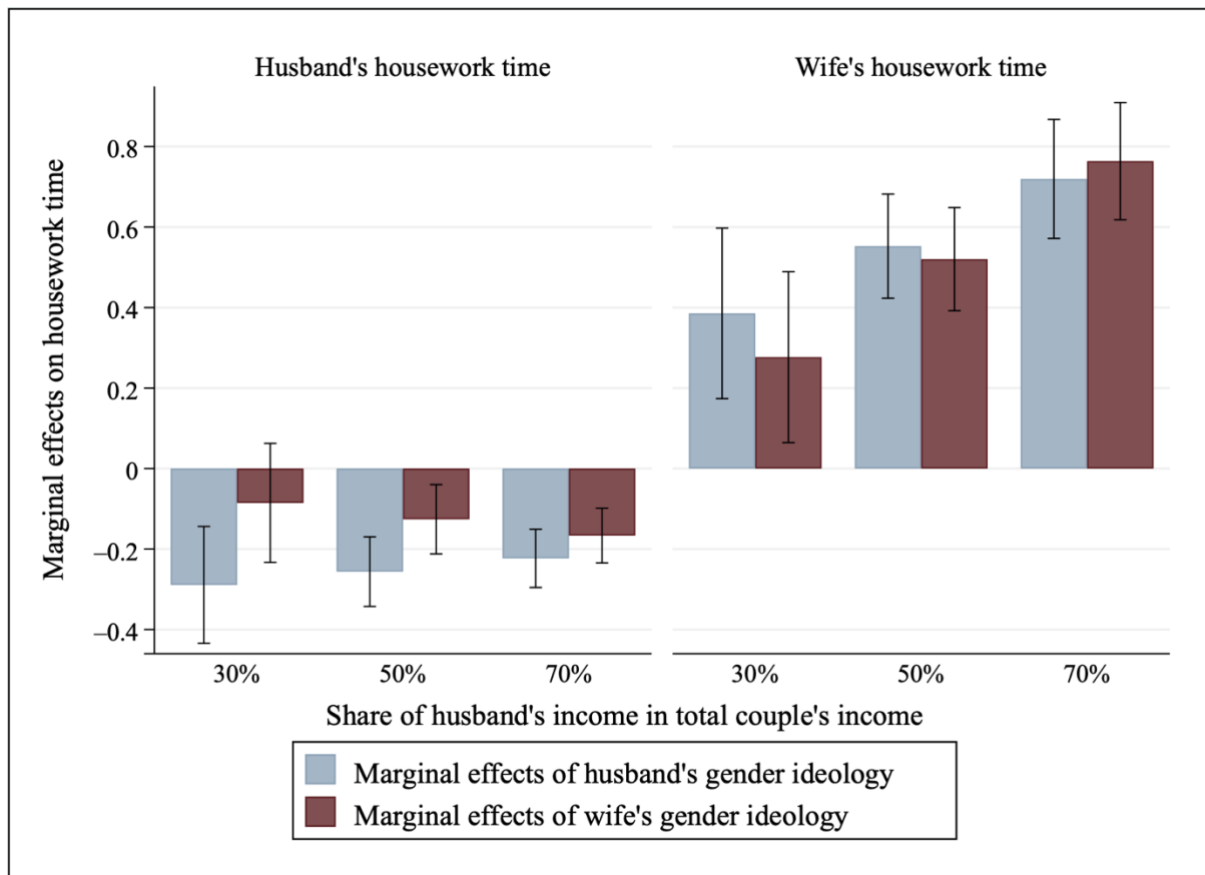 Husband's housework time
Wife's housework time
Marginal effects on housework time
0.8
0.6
0.4
0.2
0
–0.2
–0.4
30%
50%
70%
30%
50%
70%
Share of husband's income in total couple's income
Marginal effects of husband's gender ideology
Marginal effects of wife's gender ideology